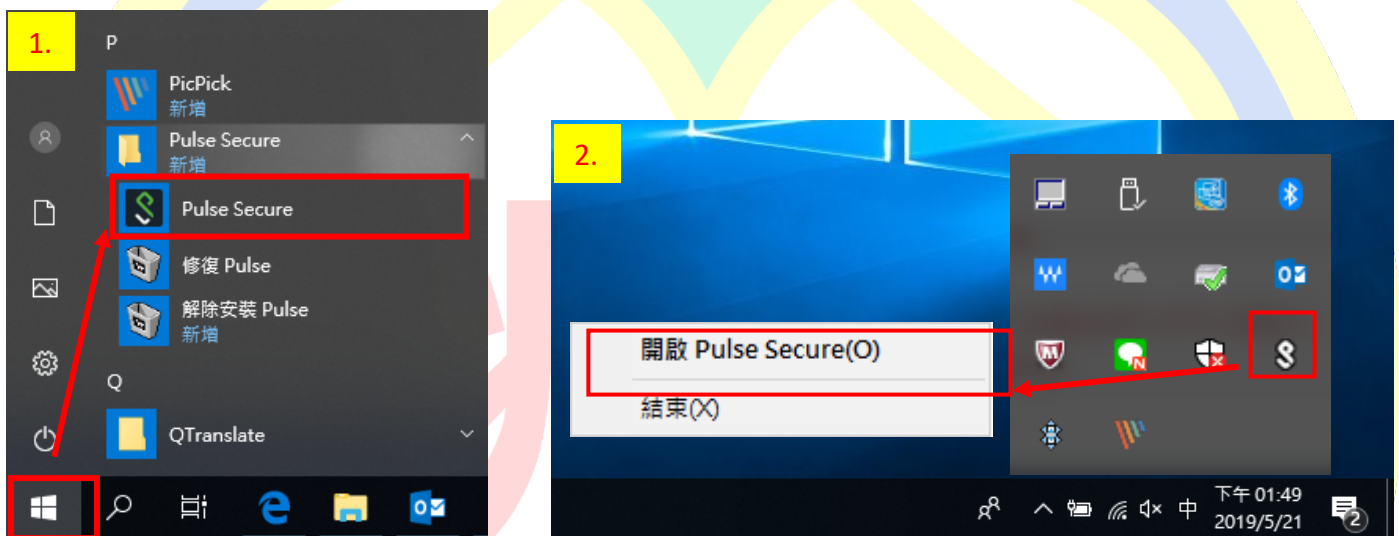 1.
P
PicPick
新增
Pulse Secure
新增
Pulse Secure
修復 Pulse
解除安裝 Pulse
新增
Q
QTranslate
2.
開啟 Pulse Secure(O)
結束(X)
中
下午 01:49
2019/5/21
2